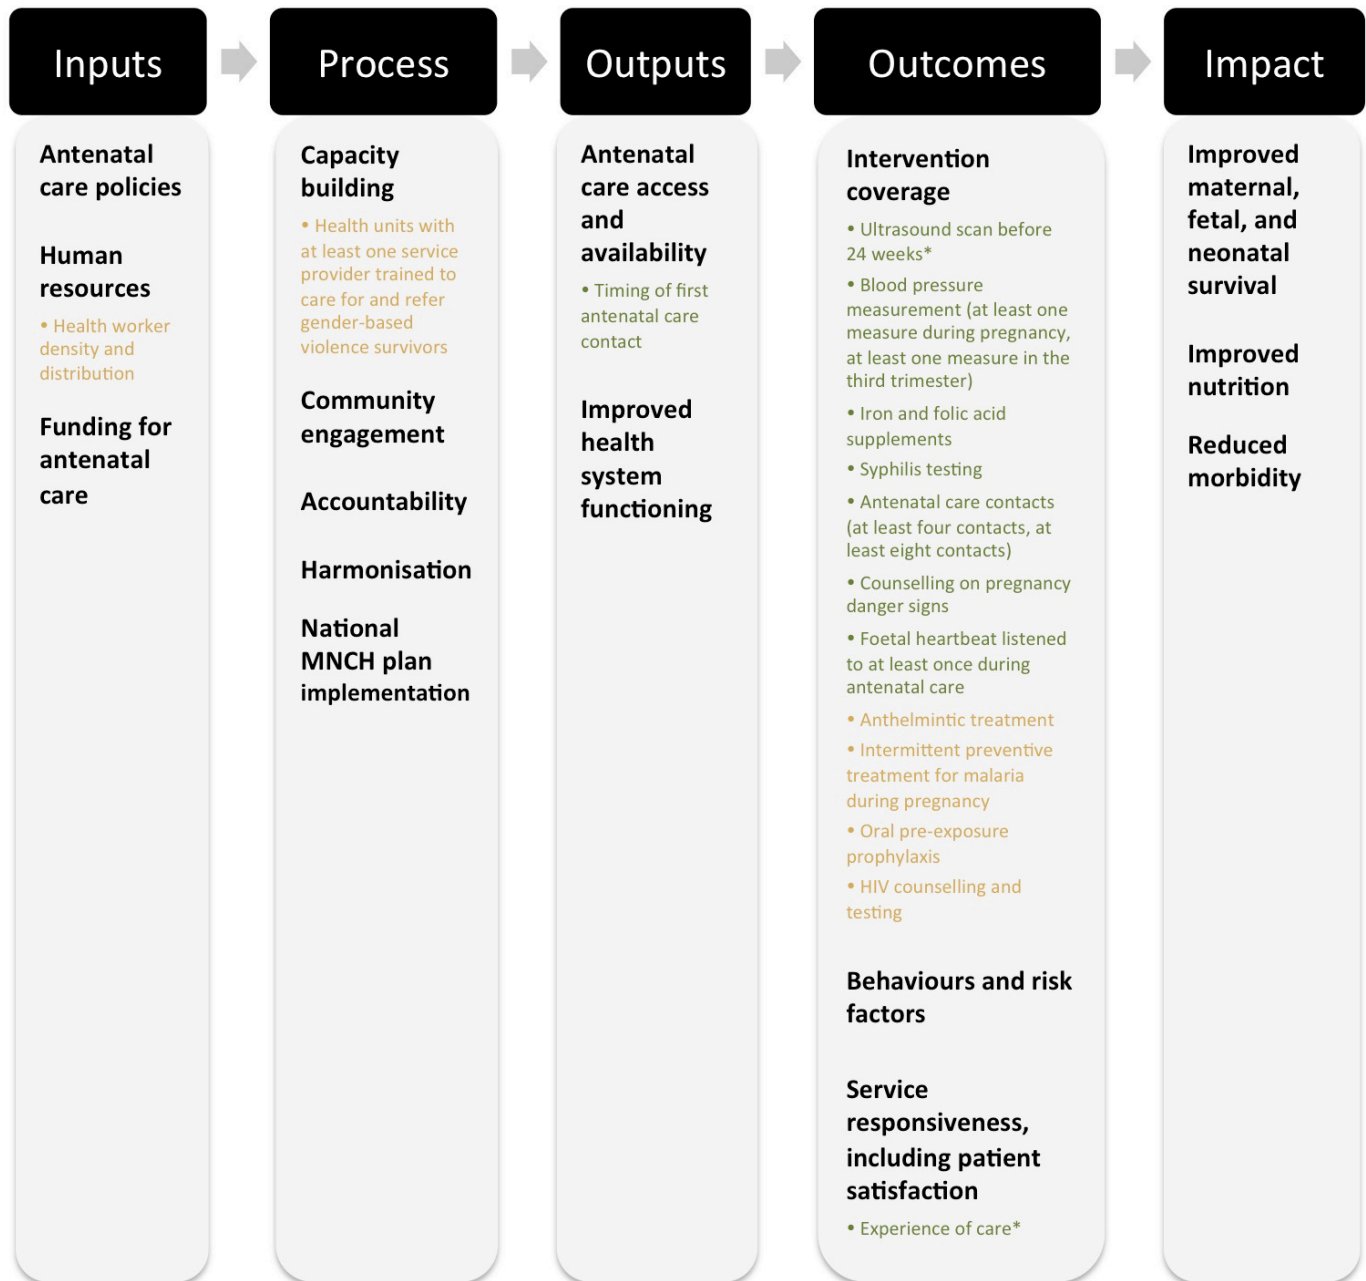 Inputs
Process
Outputs
Outcomes
Impact
Antenatal
care policies
Human
resources
• Health worker
density and
distribution
Funding for
antenatal
care
Capacity
building
• Health units with
at least one service
provider trained to
care for and refer
gender-based
violence survivors
Community
engagement
Accountability
Harmonisation
National
MNCH plan
implementation
Antenatal
care access
and
availability
• Timing of first
antenatal care
contact
Improved
health
system
functioning
Intervention
coverage
• Ultrasound scan before
24 weeks*
• Blood pressure
measurement (at least one
measure during pregnancy,
at least one measure in the
third trimester)
• Iron and folic acid
supplements
• Syphilis testing
• Antenatal care contacts
(at least four contacts, at
least eight contacts)
• Counselling on pregnancy
danger signs
• Foetal heartbeat listened
to at least once during
antenatal care
• Anthelmintic treatment
• Intermittent preventive
treatment for malaria
during pregnancy
• Oral pre-exposure
prophylaxis
• HIV counselling and
testing
Behaviours and risk
factors
Service
responsiveness,
including patient
satisfaction
• Experience of care*
Improved
maternal,
fetal, and
neonatal
survival
Improved
nutrition
Reduced
morbidity